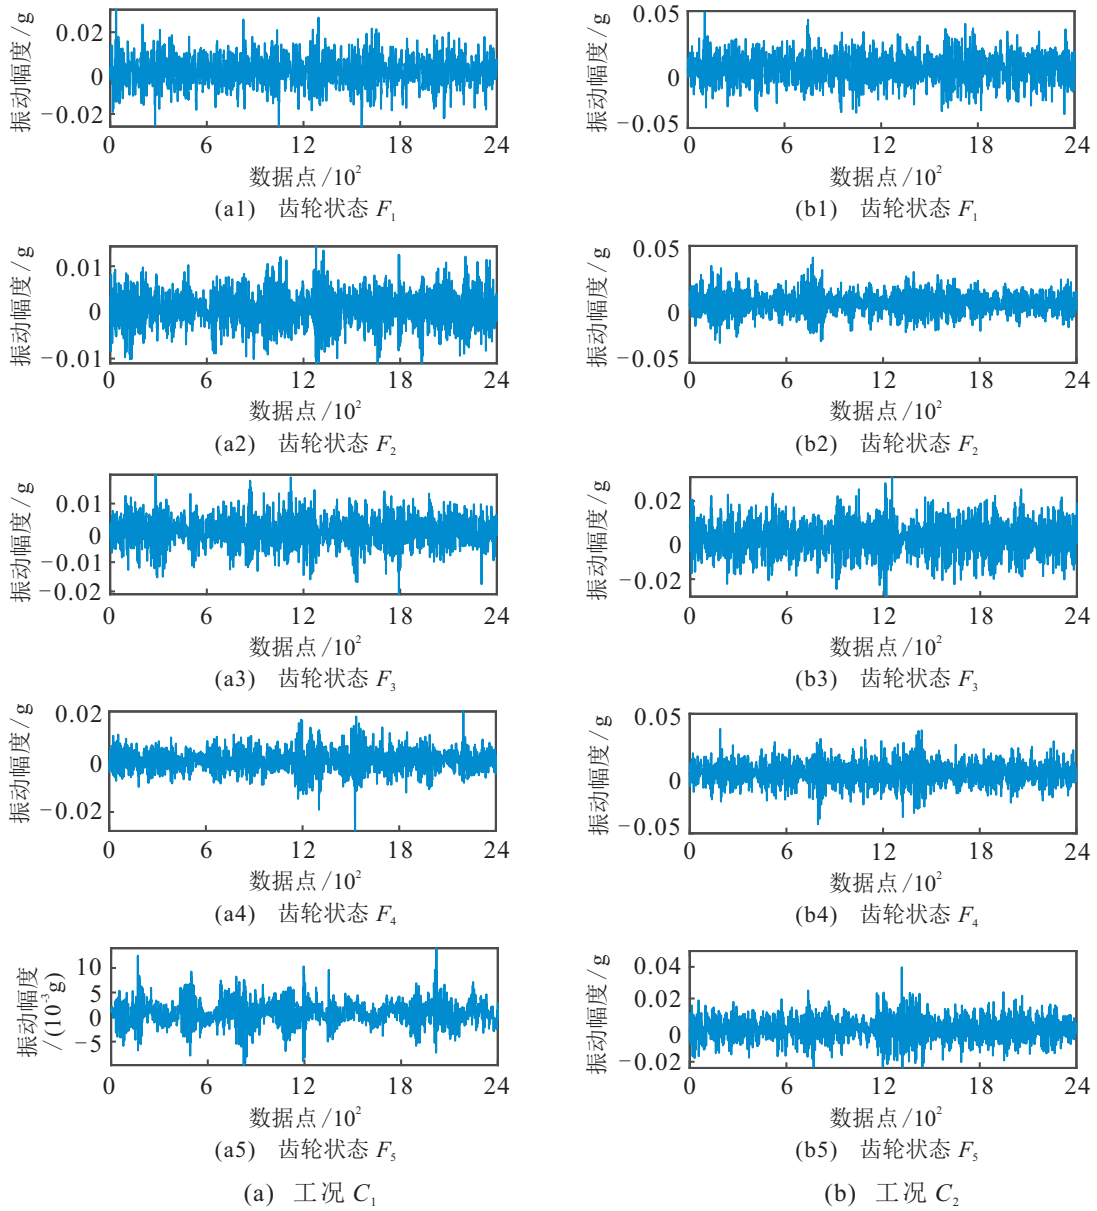 振动幅度/g
0.02
0
−0.02
0 6 12 18 24
数据点/10²
(a1) 齿轮状态 F₁
振动幅度/g
0.05
0
−0.05
0 6 12 18 24
数据点/10²
(b1) 齿轮状态 F₁
振动幅度/g
0.01
0
−0.01
0 6 12 18 24
数据点/10²
(a2) 齿轮状态 F₂
振动幅度/g
0.05
0
−0.05
0 6 12 18 24
数据点/10²
(b2) 齿轮状态 F₂
振动幅度/g
0.01
0
−0.01
−0.02
0 6 12 18 24
数据点/10²
(a3) 齿轮状态 F₃
振动幅度/g
0.02
0
−0.02
0 6 12 18 24
数据点/10²
(b3) 齿轮状态 F₃
振动幅度/g
0.02
0
−0.02
0 6 12 18 24
数据点/10²
(a4) 齿轮状态 F₄
振动幅度/g
0.05
0
−0.05
0 6 12 18 24
数据点/10²
(b4) 齿轮状态 F₄
振动幅度
/(10⁻³g)
10
5
0
−5
0 6 12 18 24
数据点/10²
(a5) 齿轮状态 F₅
振动幅度/g
0.04
0.02
0
−0.02
0 6 12 18 24
数据点/10²
(b5) 齿轮状态 F₅
(a) 工况 C₁
(b) 工况 C₂